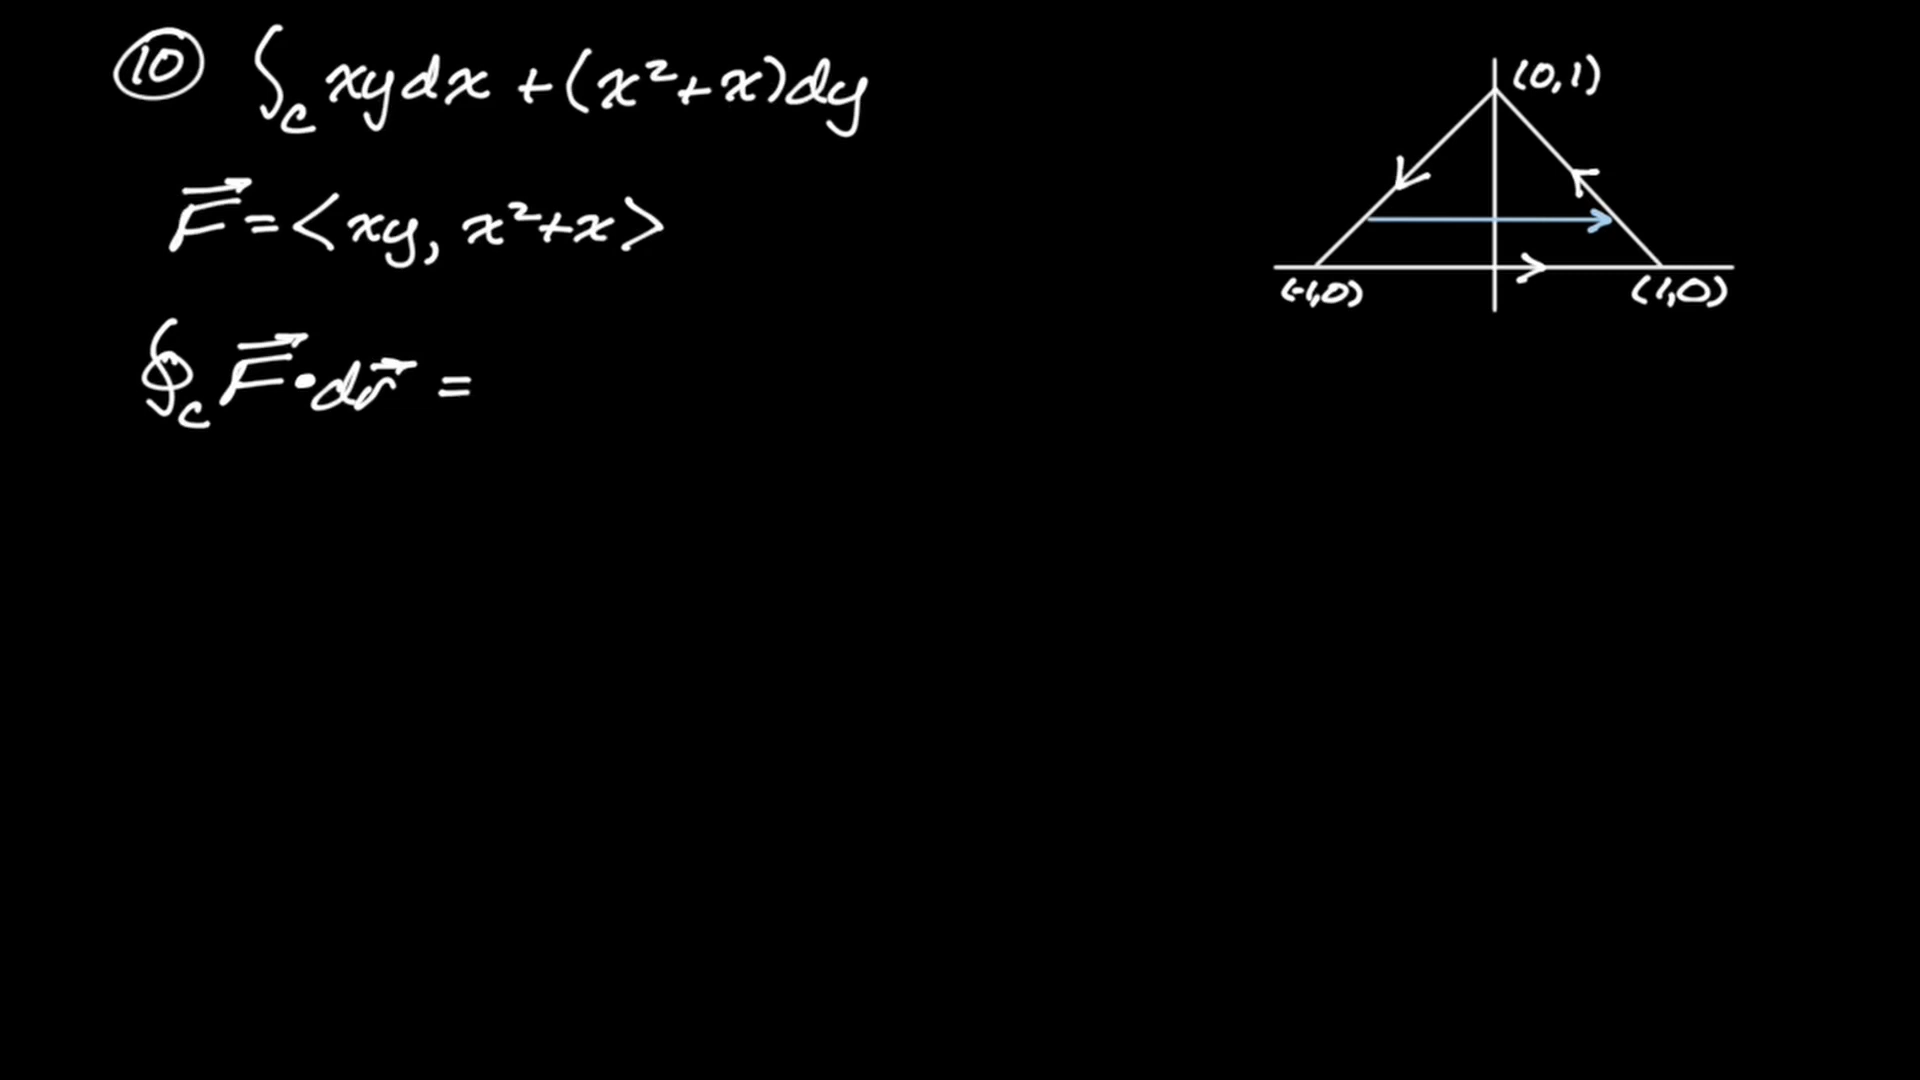 ⑩ ∫_C xy dx + (x² + x) dy
(0,1)
F⃗ = <xy, x² + x>
(-1,0) (1,0)
∮_C F⃗ • dr⃗ =